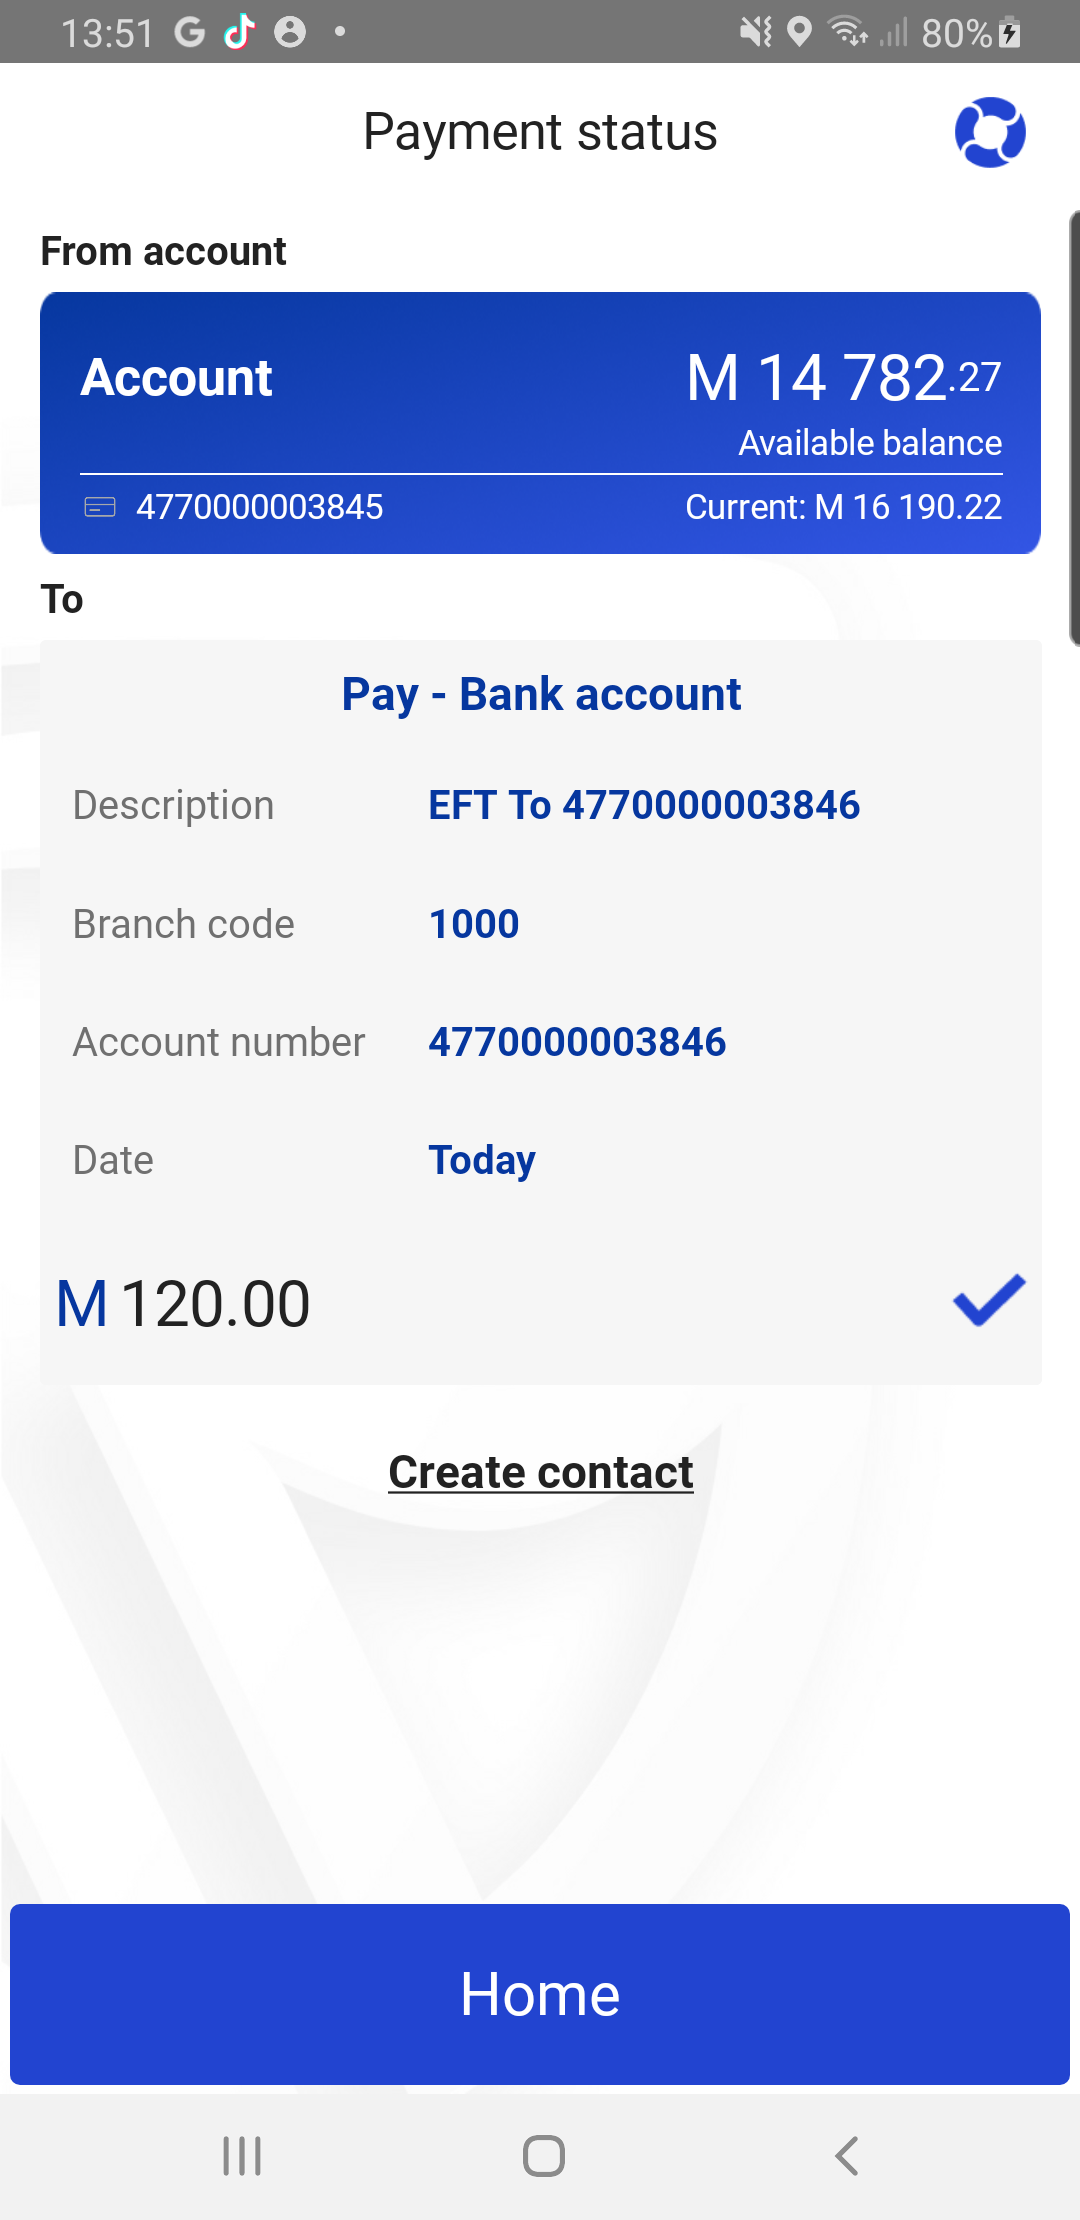 13:51
80%
Payment status
From account
Account
M 14 782.27
Available balance
4770000003845
Current: M 16 190.22
To
Pay - Bank account
Description
EFT To 4770000003846
Branch code
1000
Account number
4770000003846
Date
Today
M 120.00
Create contact
Home